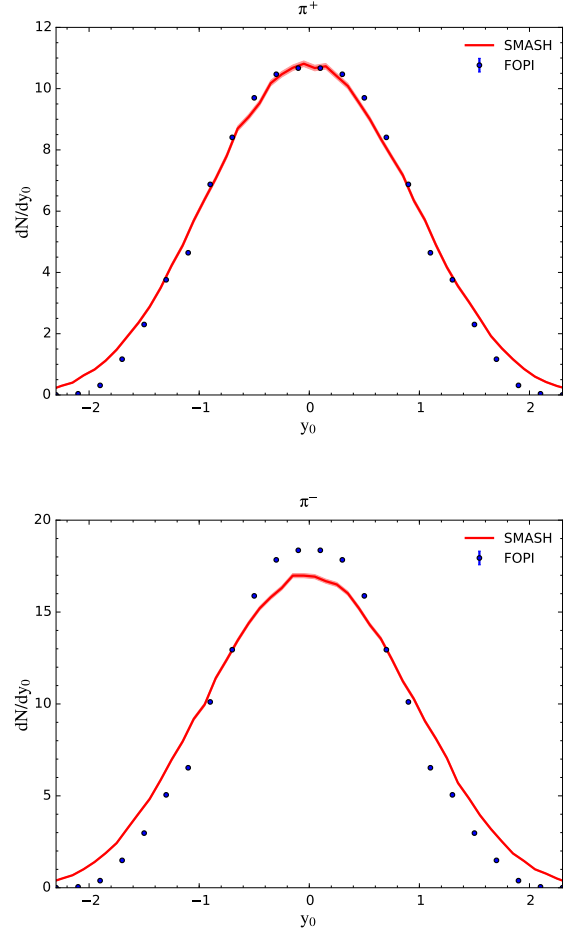 π⁺
12
10
8
6
4
2
0
dN/dy₀
SMASH
FOPI
−2 −1 0 1 2
y₀
π⁻
20
15
10
5
0
dN/dy₀
SMASH
FOPI
−2 −1 0 1 2
y₀